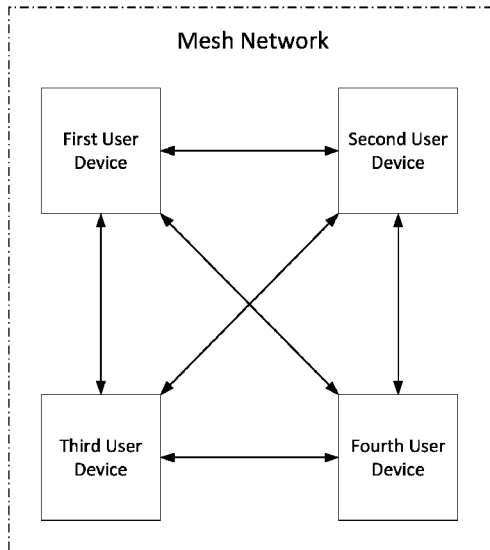 Mesh Network
First User
Device
Second User
Device
Third User
Device
Fourth User
Device